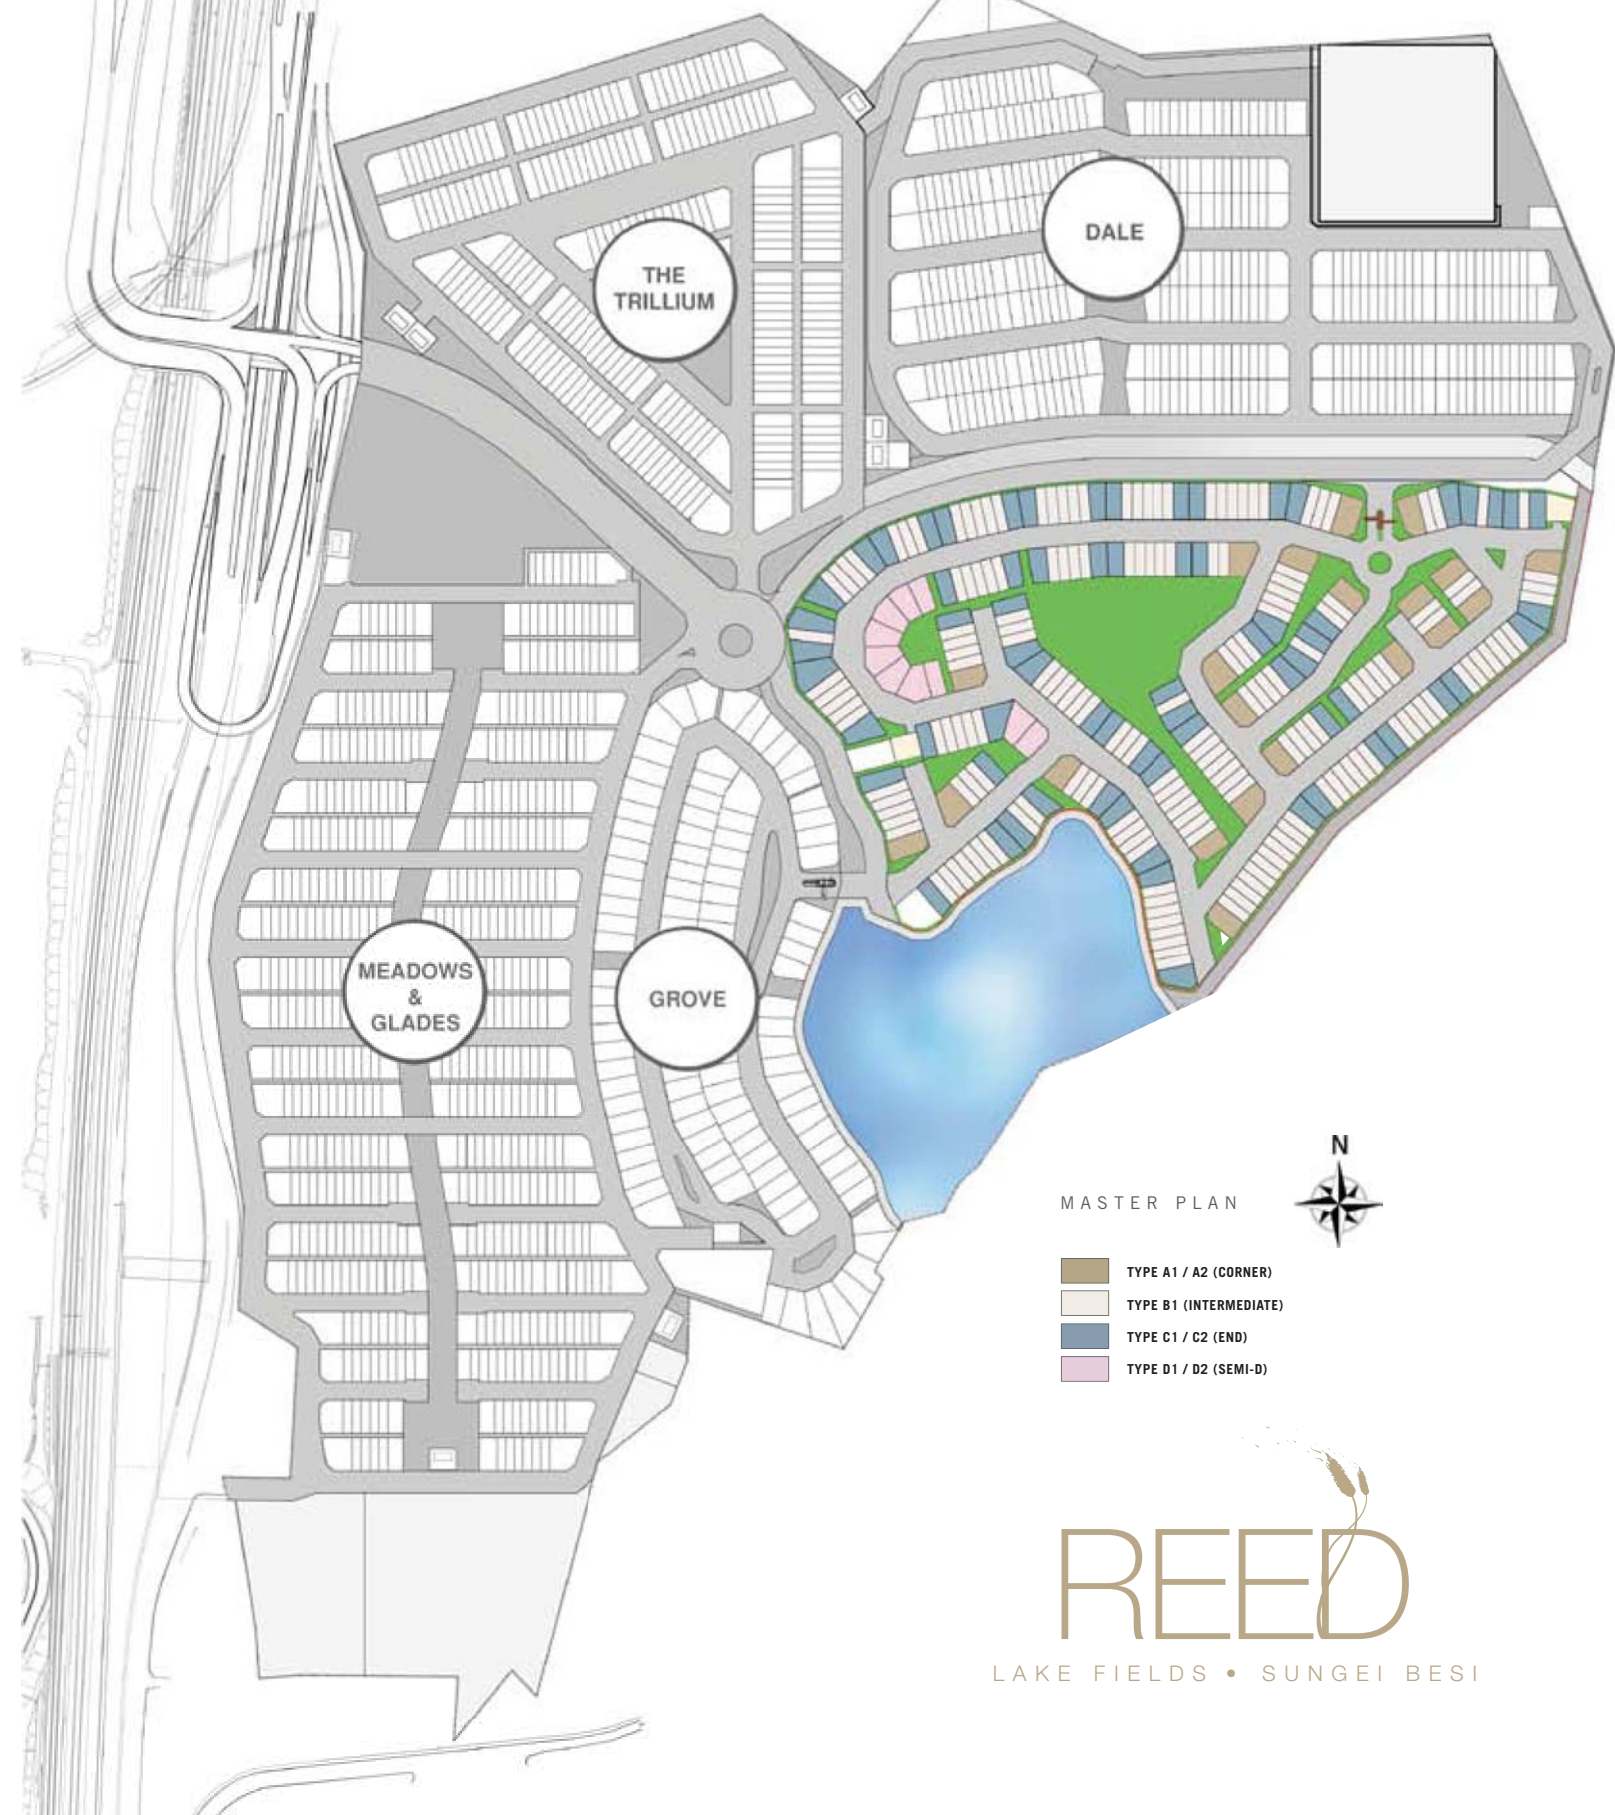 THE
TRILLIUM
DALE
MEADOWS
&
GLADES
GROVE
N
MASTER PLAN
TYPE A1 / A2 (CORNER)
TYPE B1 (INTERMEDIATE)
TYPE C1 / C2 (END)
TYPE D1 / D2 (SEMI-D)
REED
LAKE FIELDS • SUNGEI BESI